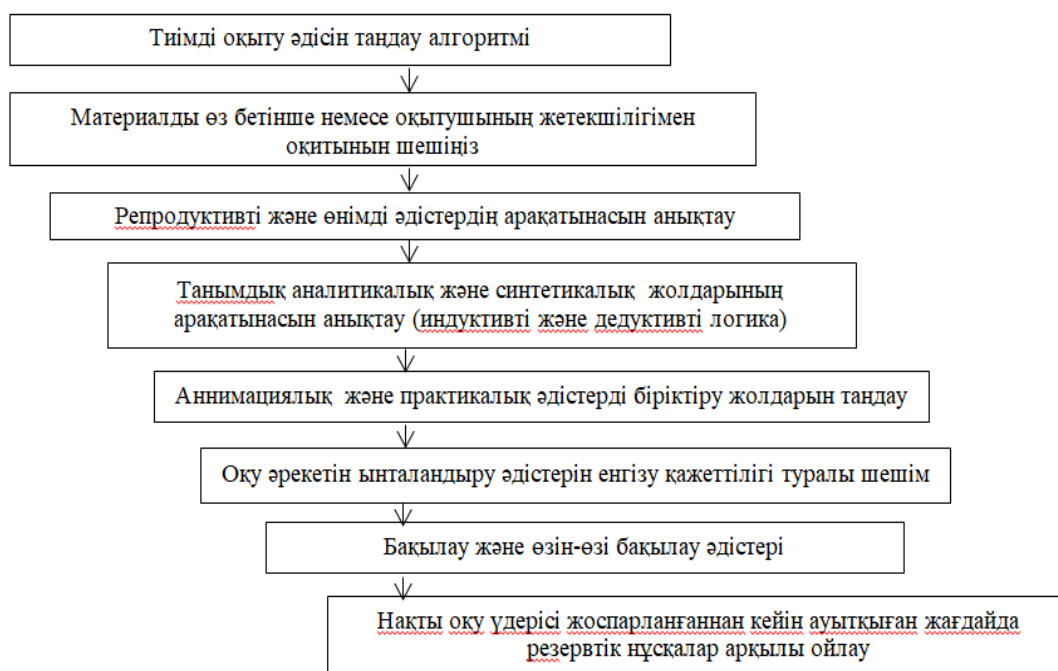 Тиімді оқыту әдісін таңдау алгоритмі
Материалды өз бетінше немесе оқытушының жетекшілігімен
оқитынын шешіңіз
Репродуктивті және өнімді әдістердің арақатынасын анықтау
Танымдық аналитикалық және синтетикалық жолдарының
арақатынасын анықтау (индуктивті және дедуктивті логика)
Аннимациялық және практикалық әдістерді біріктіру жолдарын таңдау
Оқу әрекетін ынталандыру әдістерін енгізу қажеттілігі туралы шешім
Бақылау және өзін-өзі бақылау әдістері
Нақты оқу үдерісі жоспарланғаннан кейін ауытқыған жағдайда
резервтік нұсқалар арқылы ойлау